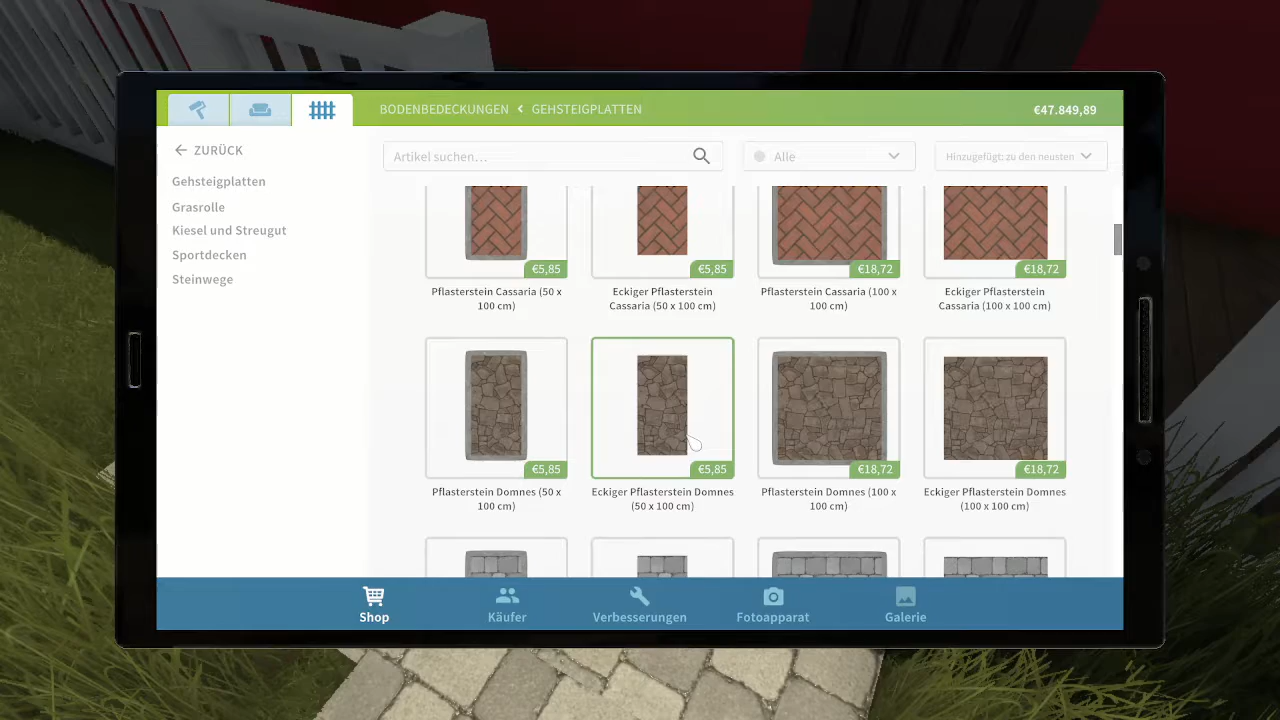 BODENBEDECKUNGEN < GEHSTEIGPLATTEN
€47.849,89
ZURÜCK
Artikel suchen...
Alle
Hinzugefügt: zu den neusten
Gehsteigplatten
Grasrolle
Kiesel und Streugut
Sportdecken
Steinwege
€5,85
€5,85
€18,72
€18,72
Pflasterstein Cassaria (50 x
100 cm)
Eckiger Pflasterstein
Cassaria (50 x 100 cm)
Pflasterstein Cassaria (100 x
100 cm)
Eckiger Pflasterstein
Cassaria (100 x 100 cm)
€5,85
€5,85
€18,72
€18,72
Pflasterstein Domnes (50 x
100 cm)
Eckiger Pflasterstein Domnes
(50 x 100 cm)
Pflasterstein Domnes (100 x
100 cm)
Eckiger Pflasterstein Domnes
(100 x 100 cm)
Shop
Käufer
Verbesserungen
Fotoapparat
Galerie